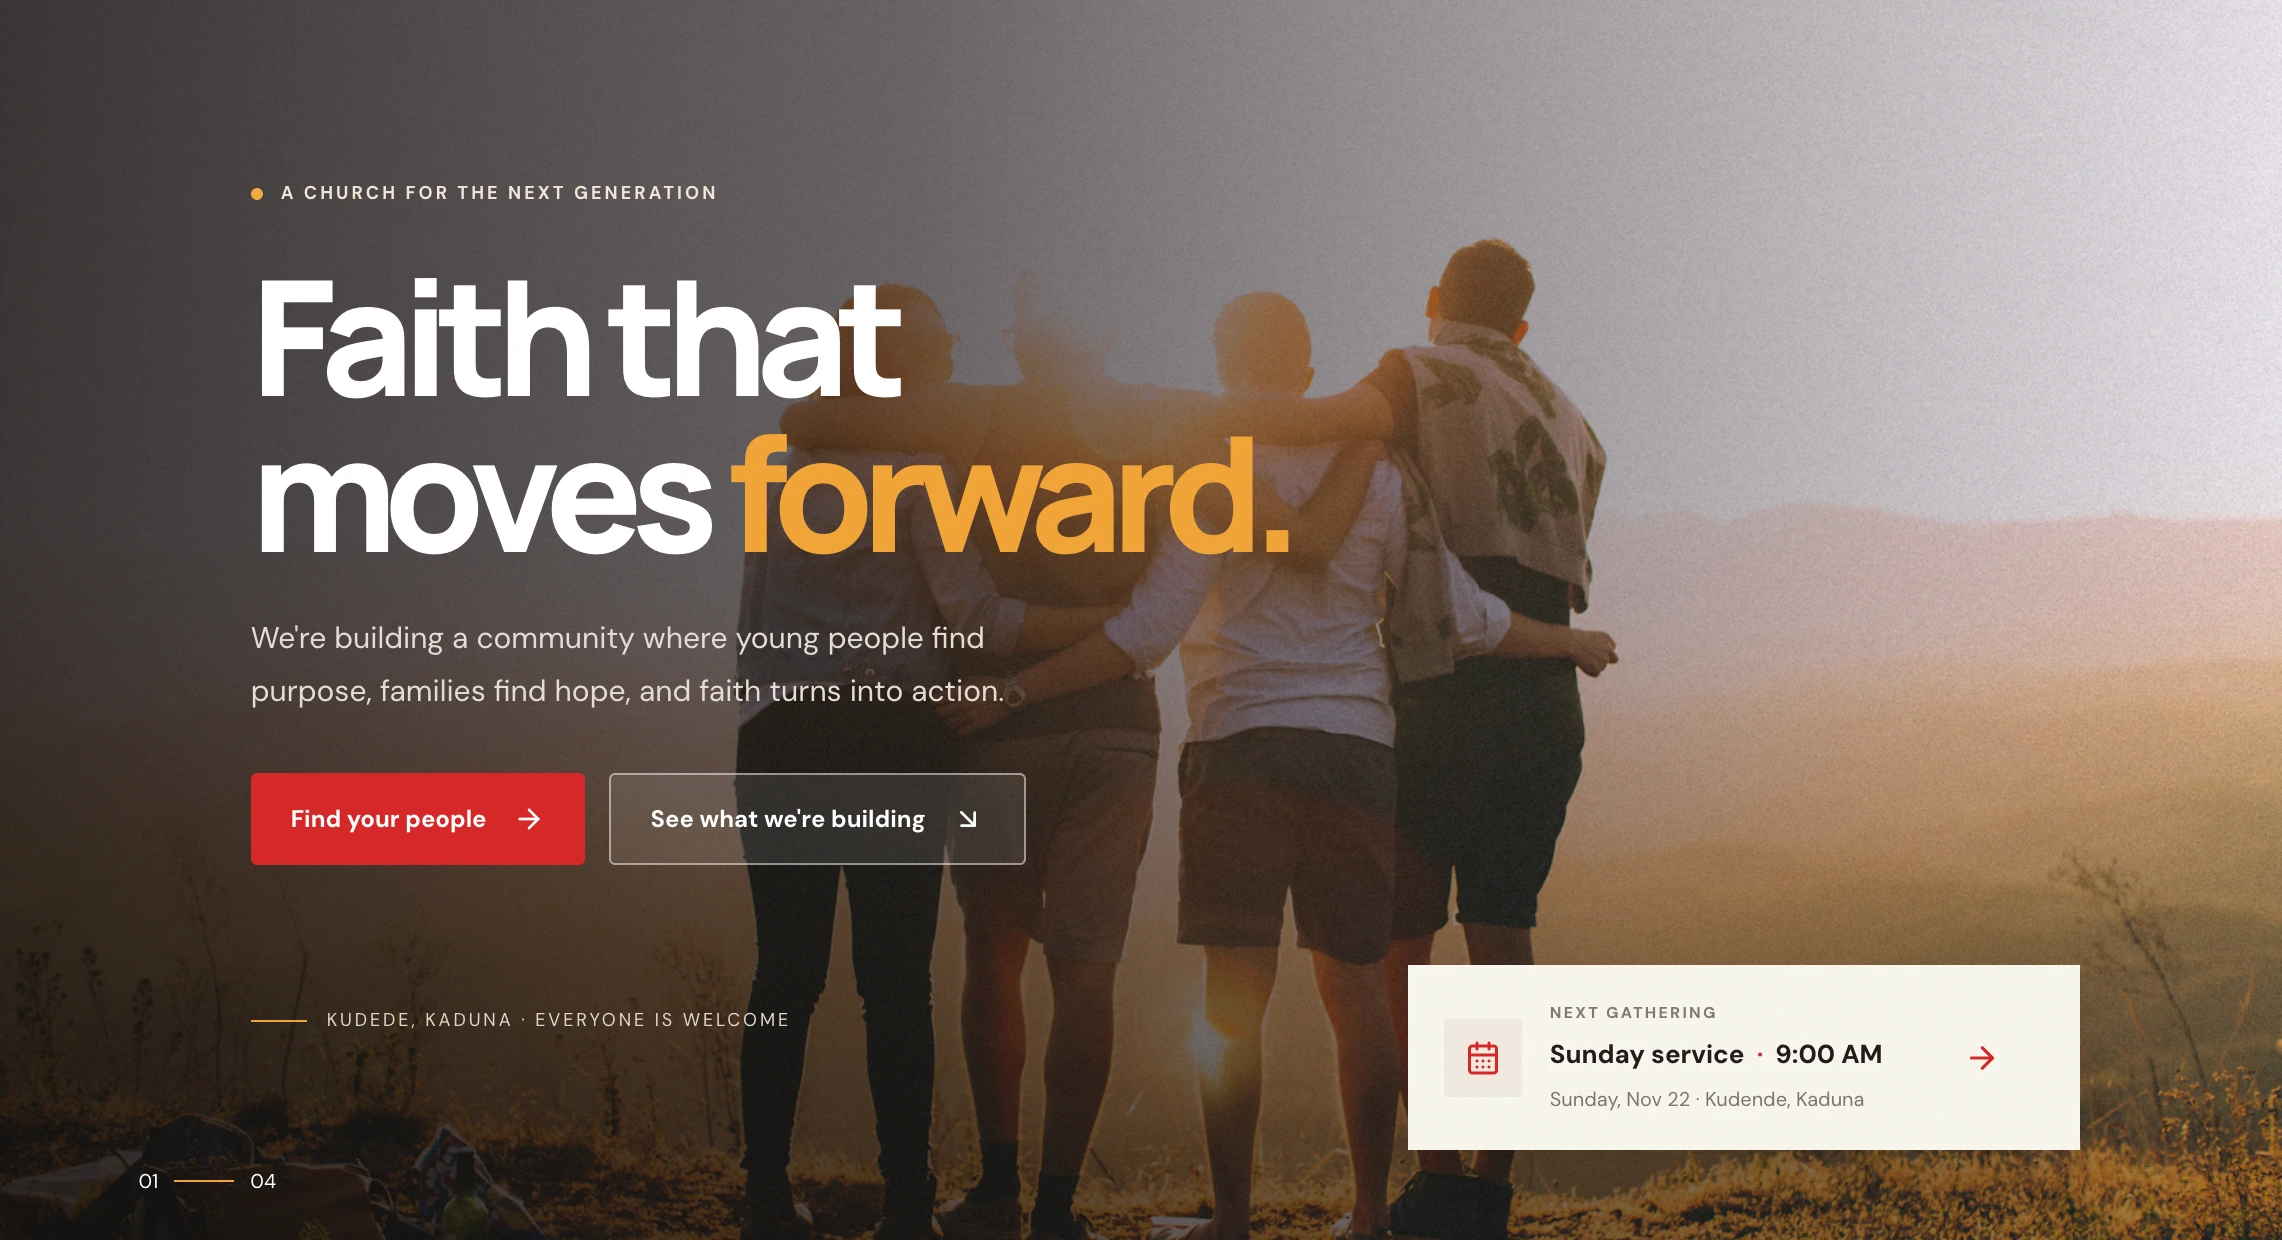 A CHURCH FOR THE NEXT GENERATION
Faith that
moves forward.
We're building a community where young people find
purpose, families find hope, and faith turns into action.
Find your people →
See what we're building ↘
KUDEDE, KADUNA · EVERYONE IS WELCOME
NEXT GATHERING
Sunday service · 9:00 AM →
Sunday, Nov 22 · Kudende, Kaduna
01 04